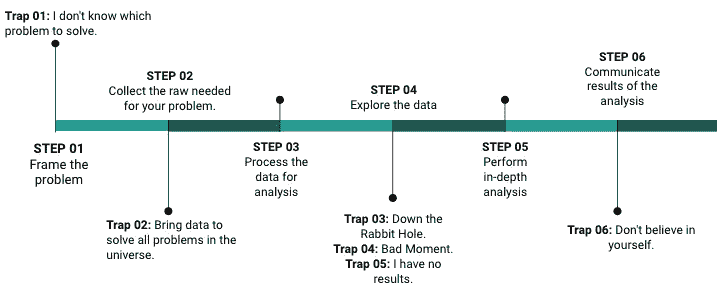 Trap 01: I don't know which
problem to solve.
STEP 02
Collect the raw needed
for your problem.
STEP 04
Explore the data
STEP 06
Communicate
results of the
analysis
STEP 01
Frame the
problem
STEP 03
Process the
data for
analysis
STEP 05
Perform
in-depth
analysis
Trap 02: Bring data to
solve all problems in the
universe.
Trap 03: Down the
Rabbit Hole.
Trap 04: Bad Moment.
Trap 05: I have no
results.
Trap 06: Don't believe in
yourself.